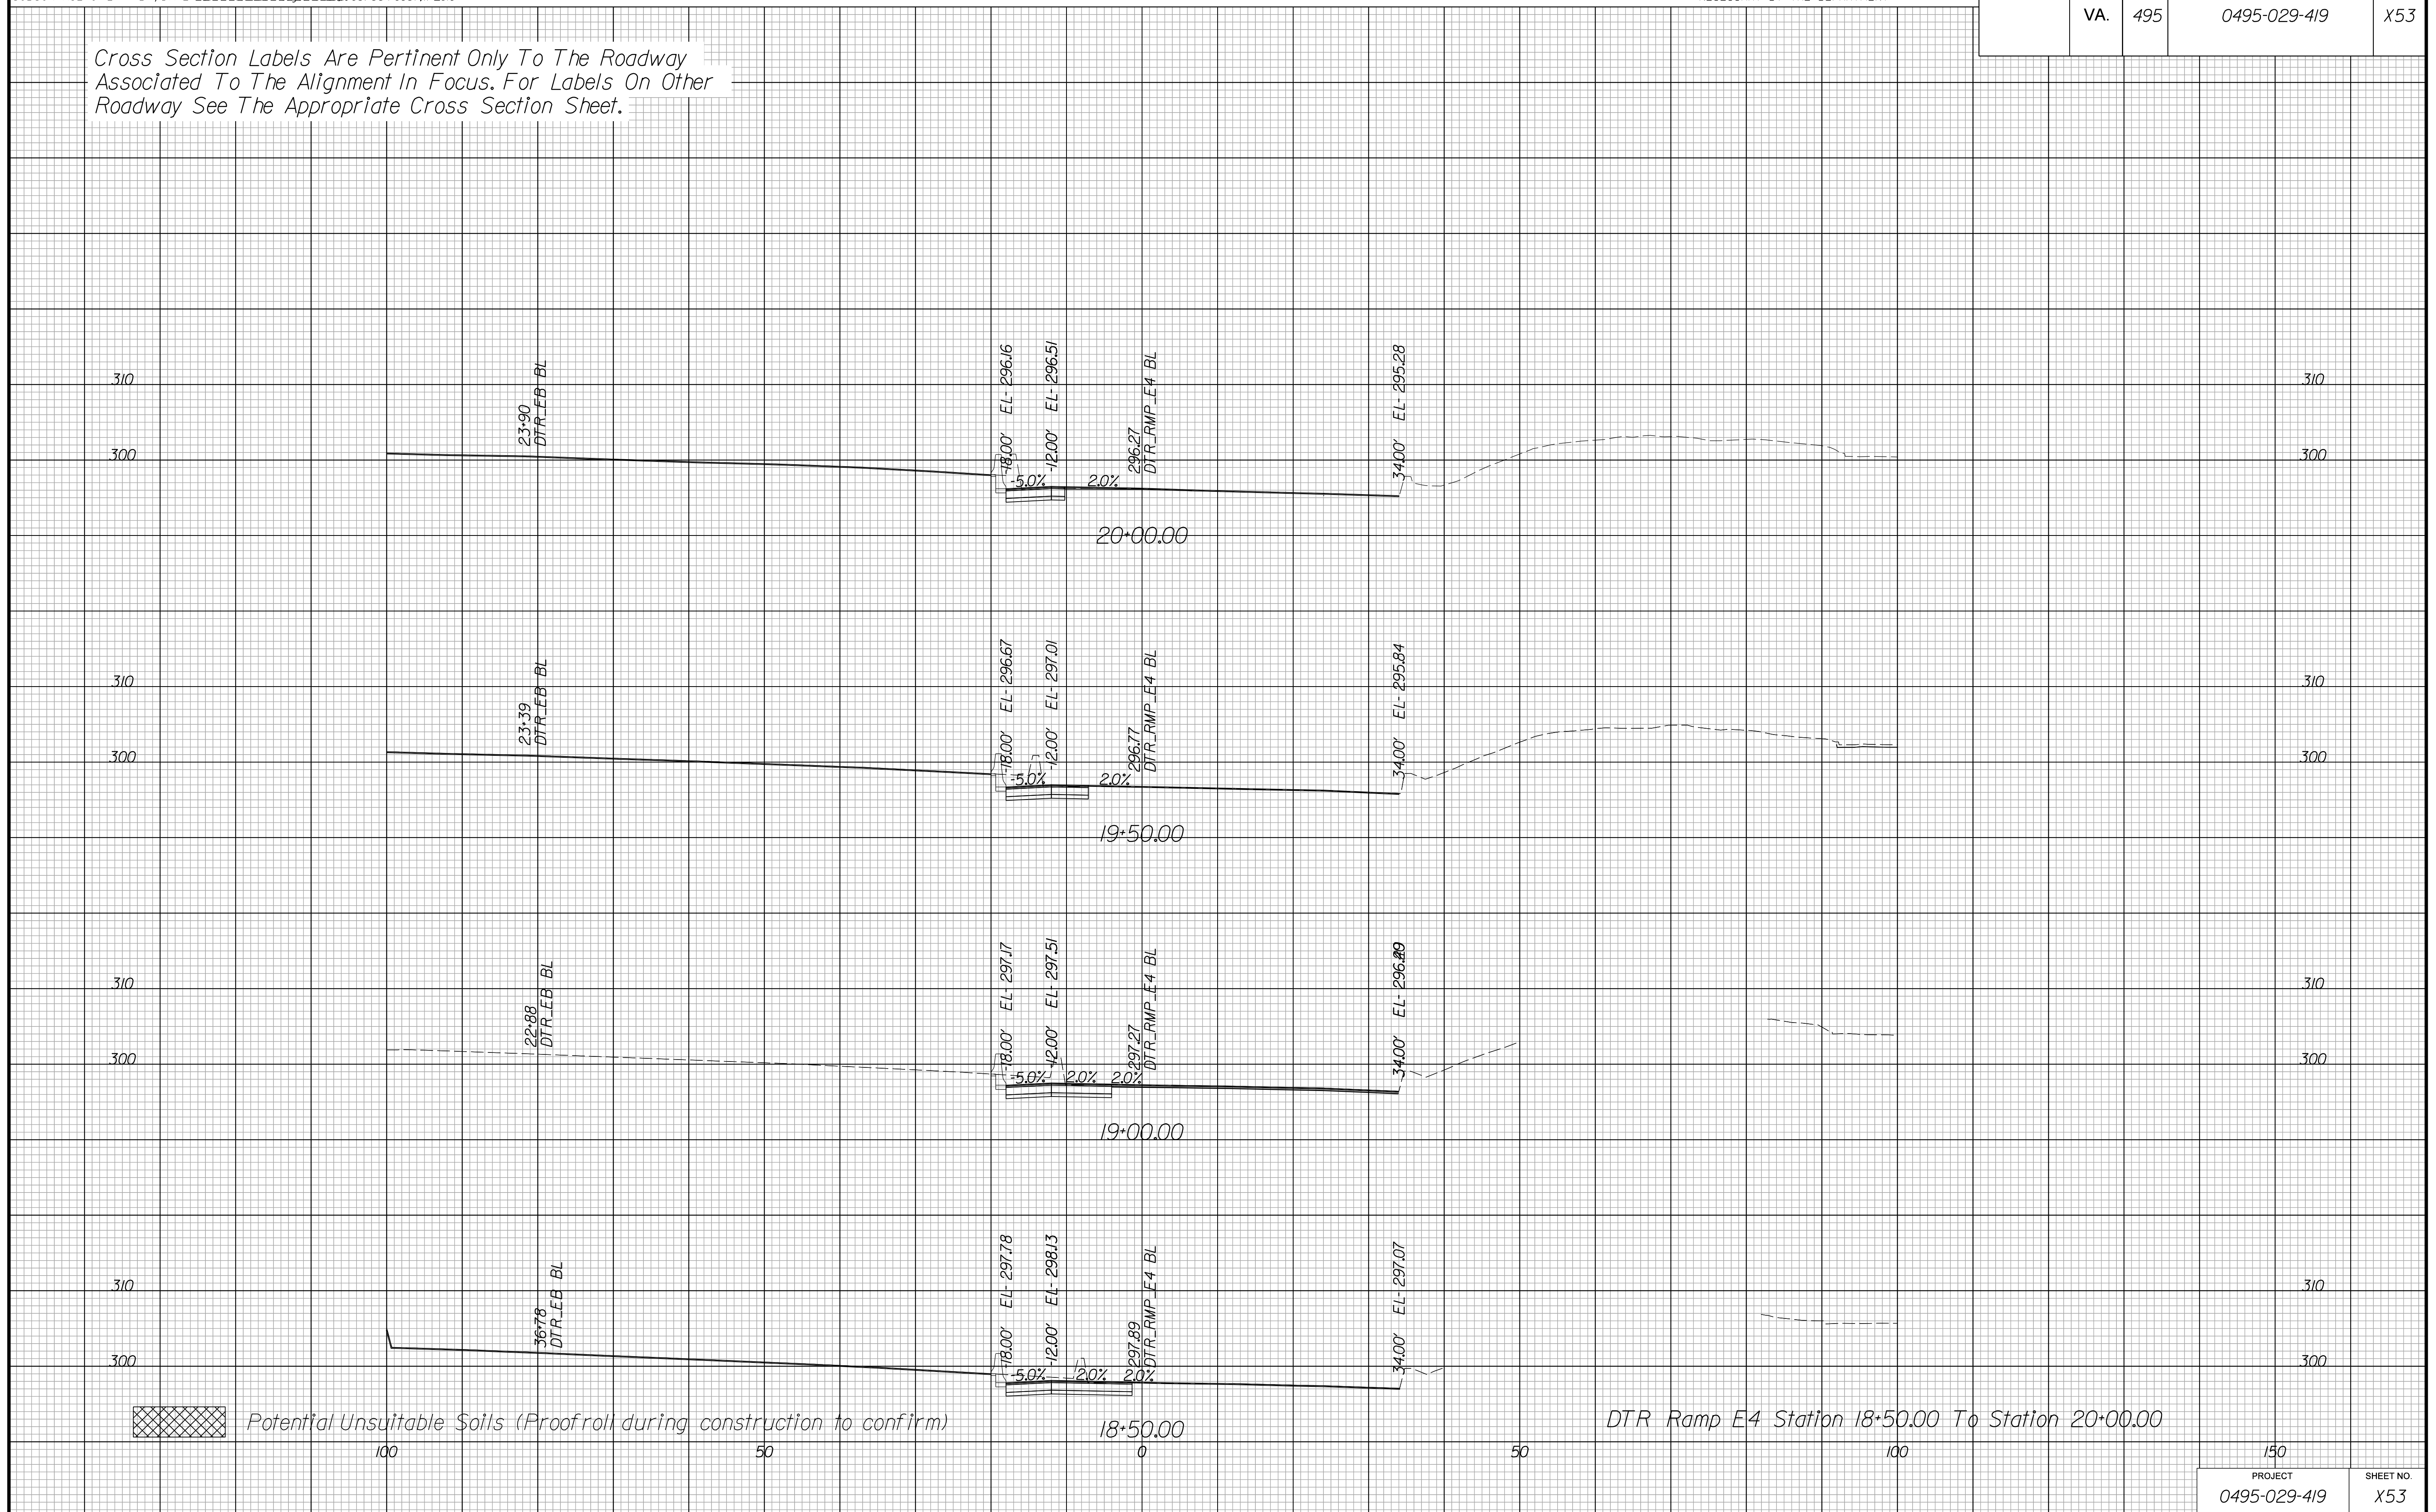 VA. 495 0495-029-419 X53
Cross Section Labels Are Pertinent Only To The Roadway
Associated To The Alignment In Focus. For Labels On Other
Roadway See The Appropriate Cross Section Sheet.
310 310
300 300
23+90
DTR_EB BL
-18.00' EL- 296.16
-12.00' EL- 296.51
296.27
DTR_RMP_E4 BL
34.00' EL- 295.28
-5.0% 2.0%
20+00.00
310 310
300 300
23+39
DTR_EB BL
-18.00' EL- 296.67
-12.00' EL- 297.01
296.77
DTR_RMP_E4 BL
34.00' EL- 295.84
-5.0% 2.0%
19+50.00
310 310
300 300
22+88
DTR_EB BL
-18.00' EL- 297.17
-12.00' EL- 297.51
297.27
DTR_RMP_E4 BL
34.00' EL-
-5.0% 2.0% 2.0%
19+00.00
310 310
300 300
36+78
DTR_EB BL
-18.00' EL- 297.78
-12.00' EL- 298.13
297.89
DTR_RMP_E4 BL
34.00' EL- 297.07
-5.0% 2.0% 2.0%
18+50.00
Potential Unsuitable Soils (Proofroll during construction to confirm)
DTR Ramp E4 Station 18+50.00 To Station 20+00.00
100 50 0 50 100 150
PROJECT SHEET NO.
0495-029-419 X53